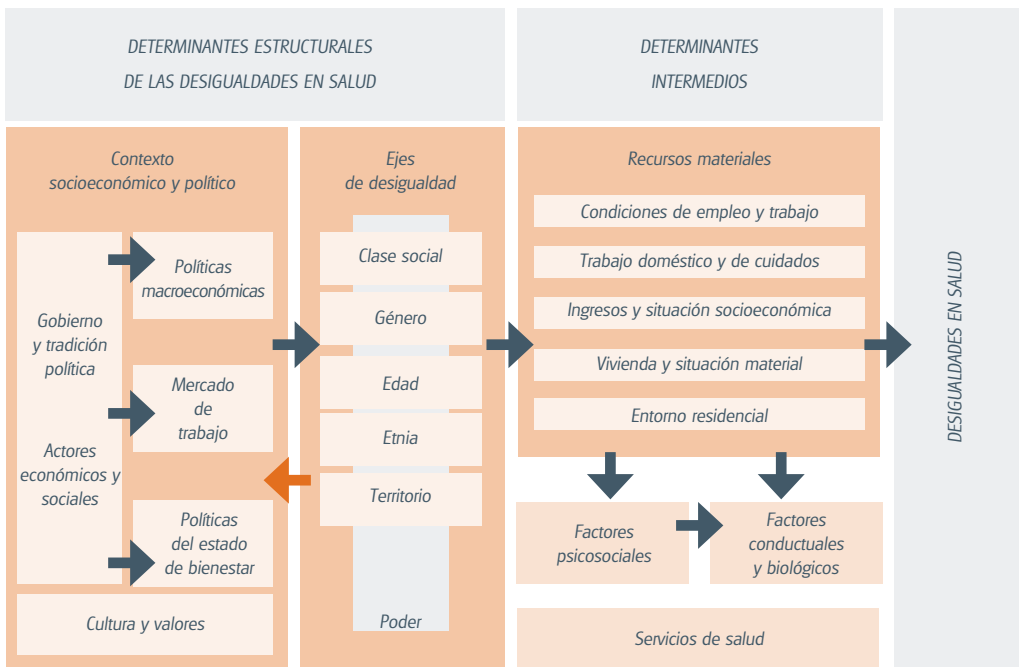 DETERMINANTES ESTRUCTURALES
DE LAS DESIGUALDADES EN SALUD
DETERMINANTES
INTERMEDIOS
Contexto
socioeconómico y político
Gobierno
y tradición
política
Actores
económicos y
sociales
Políticas
macroeconómicas
Mercado
de
trabajo
Políticas
del estado
de bienestar
Cultura y valores
Ejes
de desigualdad
Clase social
Género
Edad
Etnia
Territorio
Poder
Recursos materiales
Condiciones de empleo y trabajo
Trabajo doméstico y de cuidados
Ingresos y situación socioeconómica
Vivienda y situación material
Entorno residencial
Factores
psicosociales
Factores
conductuales
y biológicos
Servicios de salud
DESIGUALDADES EN SALUD